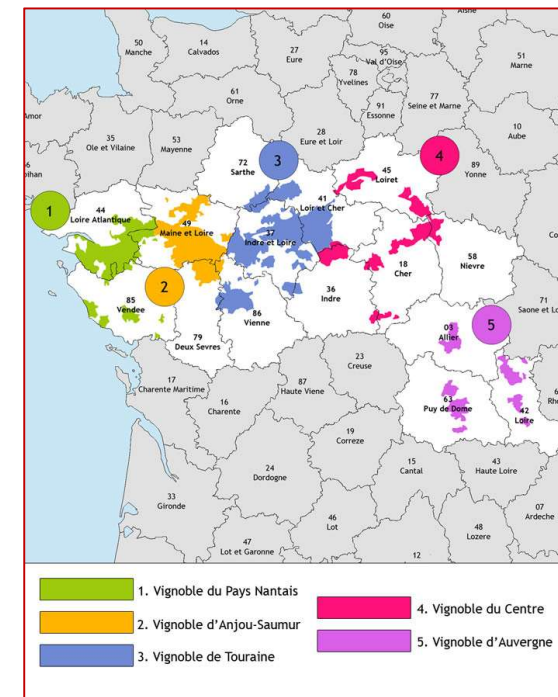 60
Oise
Aisne
50
Manche
14
Calvados
27
Eure
95
Val d'Oise
51
Marne
78
Yvelines
61
Orne
91
Essonne
77
Seine et Marne
10
Aube
35
Ole et Vilaine
53
Mayenne
28
Eure et Loir
3
4
72
Sarthe
45
Loiret
89
Yonne
1
44
Loire Atlantique
49
Maine et Loire
41
Loir et Cher
37
Indre et Loire
58
Nievre
18
Cher
2
85
Vendee
36
Indre
86
Vienne
79
Deux Sevres
71
Saone et Lo
03
Allier
5
23
Creuse
17
Charente Maritime
87
Haute Viene
16
Charente
63
Puy de Dome
42
Loire
19
Correze
15
Cantal
43
Haute Loire
24
Dordogne
33
Gironde
46
Lot
07
Ardeche
48
Lozere
47
Lot et Garonne
12
1. Vignoble du Pays Nantais
2. Vignoble d'Anjou-Saumur
3. Vignoble de Touraine
4. Vignoble du Centre
5. Vignoble d'Auvergne